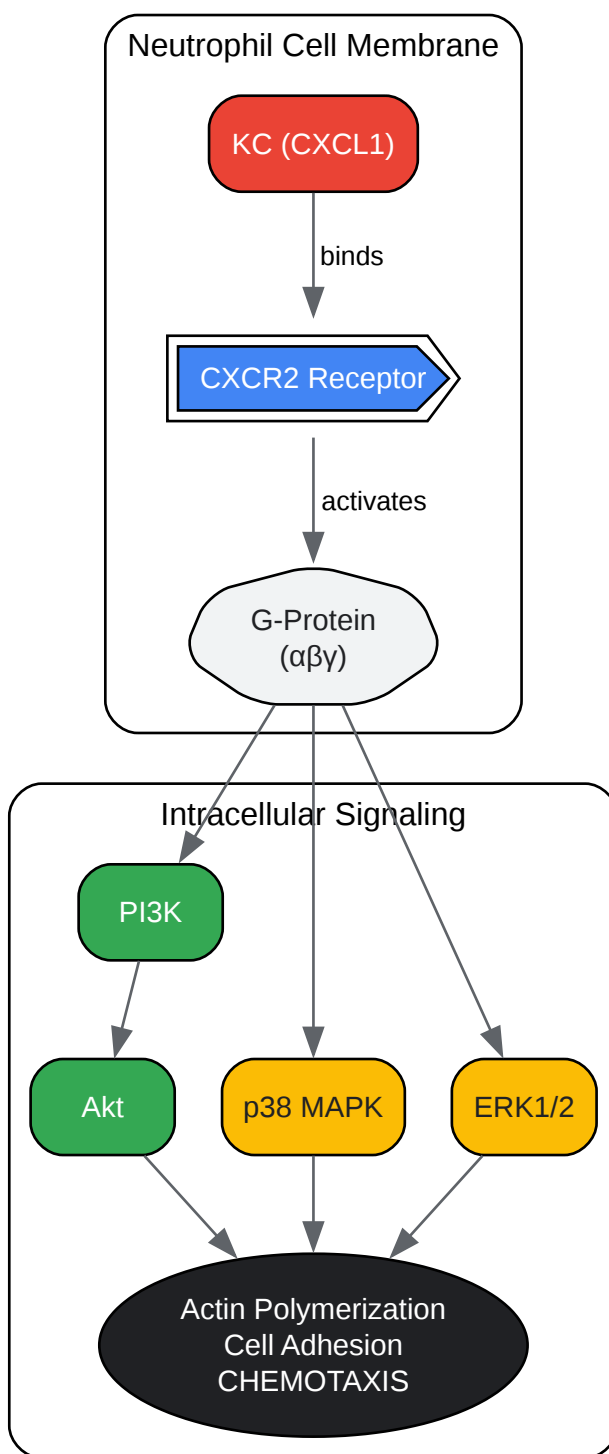 Neutrophil Cell Membrane
KC (CXCL1)
binds
CXCR2 Receptor
activates
G-Protein
(αβγ)
Intracellular Signaling
PI3K
Akt
p38 MAPK
ERK1/2
Actin Polymerization
Cell Adhesion
CHEMOTAXIS